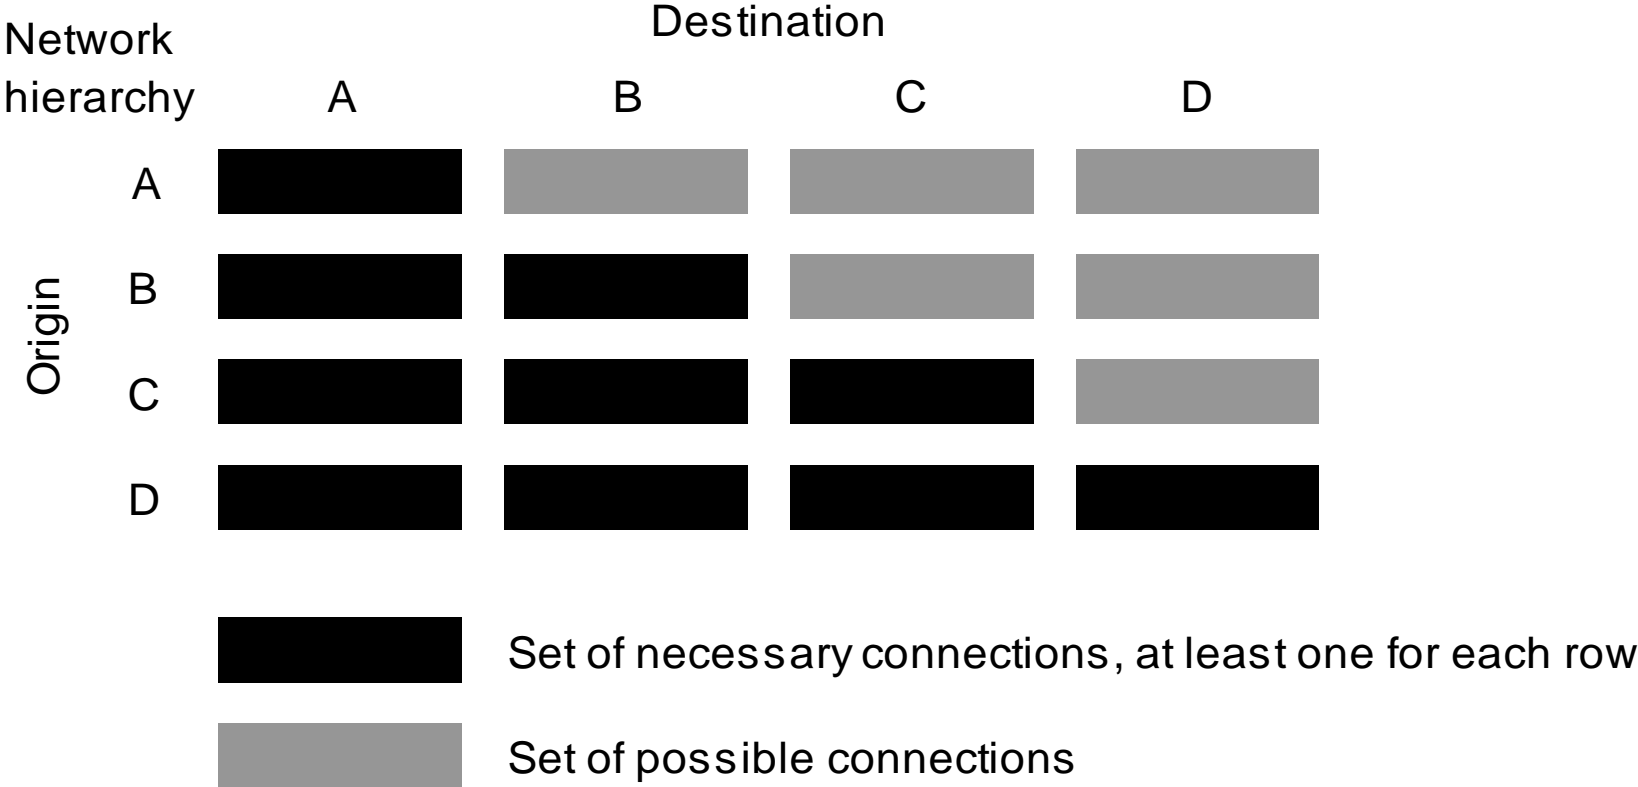 Destination
Network
hierarchy
A B C D
A
B
Origin
C
D
Set of necessary connections, at least one for each row
Set of possible connections